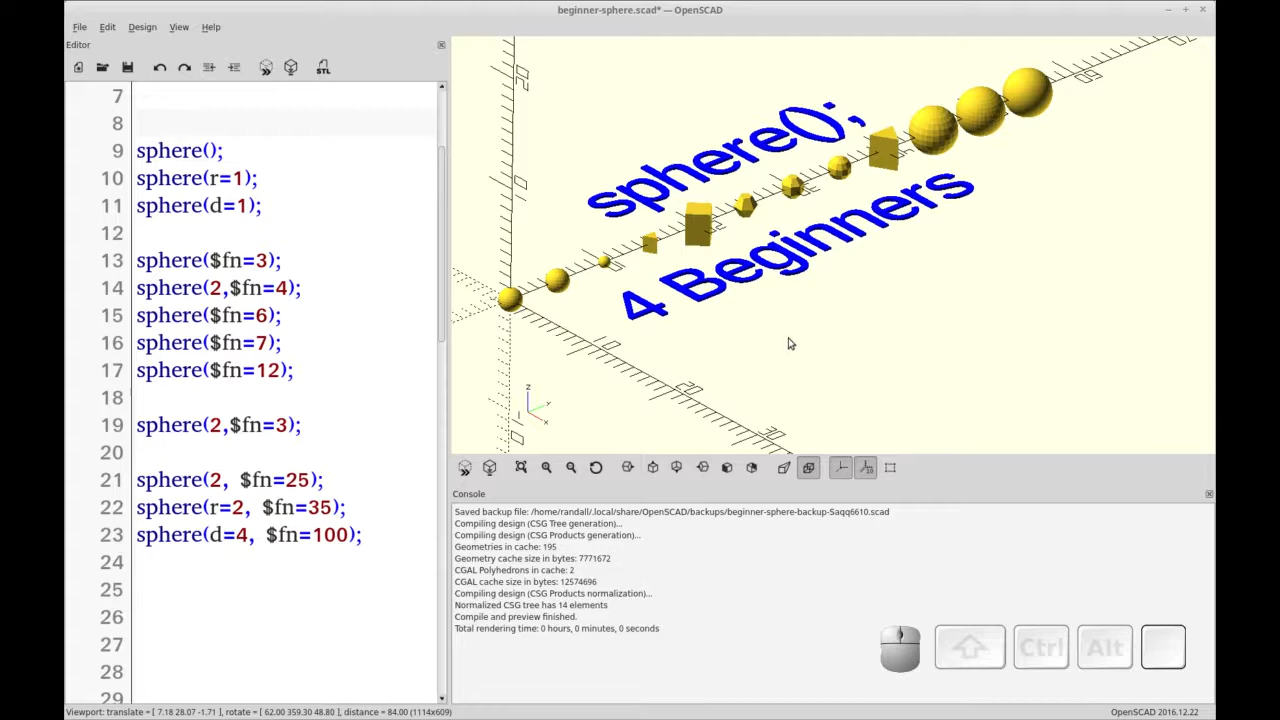 beginner-sphere.scad* — OpenSCAD
File Edit Design View Help
Editor
STL
7
8
9 sphere();
10 sphere(r=1);
11 sphere(d=1);
12
13 sphere($fn=3);
14 sphere(2,$fn=4);
15 sphere($fn=6);
16 sphere($fn=7);
17 sphere($fn=12);
18
19 sphere(2,$fn=3);
20
21 sphere(2, $fn=25);
22 sphere(r=2, $fn=35);
23 sphere(d=4, $fn=100);
24
25
26
27
28
29
sphere();
4 Beginners
10
20
30
60
z
y
x
Console
Saved backup file: /home/randall/.local/share/OpenSCAD/backups/beginner-sphere-backup-Saqq6610.scad
Compiling design (CSG Tree generation)...
Compiling design (CSG Products generation)...
Geometries in cache: 195
Geometry cache size in bytes: 7771672
CGAL Polyhedrons in cache: 2
CGAL cache size in bytes: 12574696
Compiling design (CSG Products normalization)...
Normalized CSG tree has 14 elements
Compile and preview finished.
Total rendering time: 0 hours, 0 minutes, 0 seconds
Ctrl
Alt
Viewport: translate = [ 7.18 28.07 -1.71 ], rotate = [ 62.00 359.30 48.80 ], distance = 84.00 (1114x609)
OpenSCAD 2016.12.22